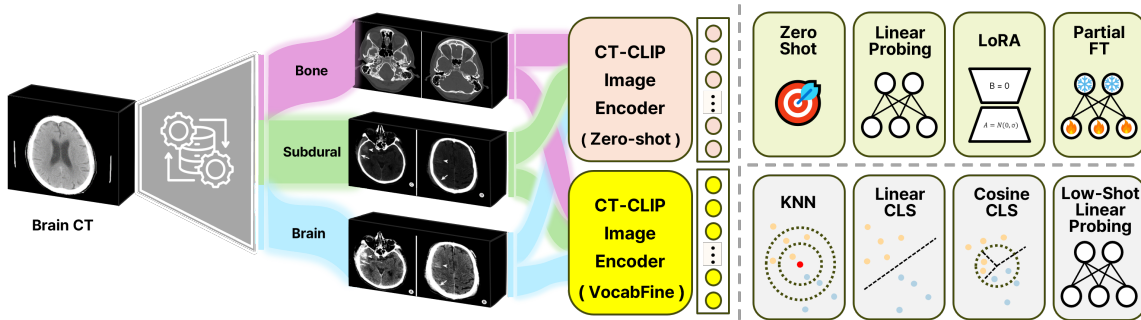 Brain CT
Bone
Subdural
Brain
CT-CLIP
Image
Encoder
( Zero-shot )
CT-CLIP
Image
Encoder
( VocabFine )
Zero
Shot
Linear
Probing
LoRA
B = 0
A = N(0,σ)
Partial
FT
KNN
Linear
CLS
Cosine
CLS
Low-Shot
Linear
Probing